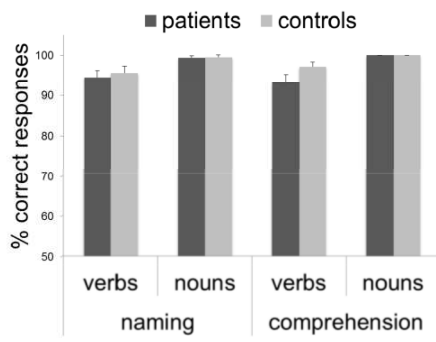 patients controls
% correct responses
100
90
80
70
60
50
verbs nouns verbs nouns
naming comprehension